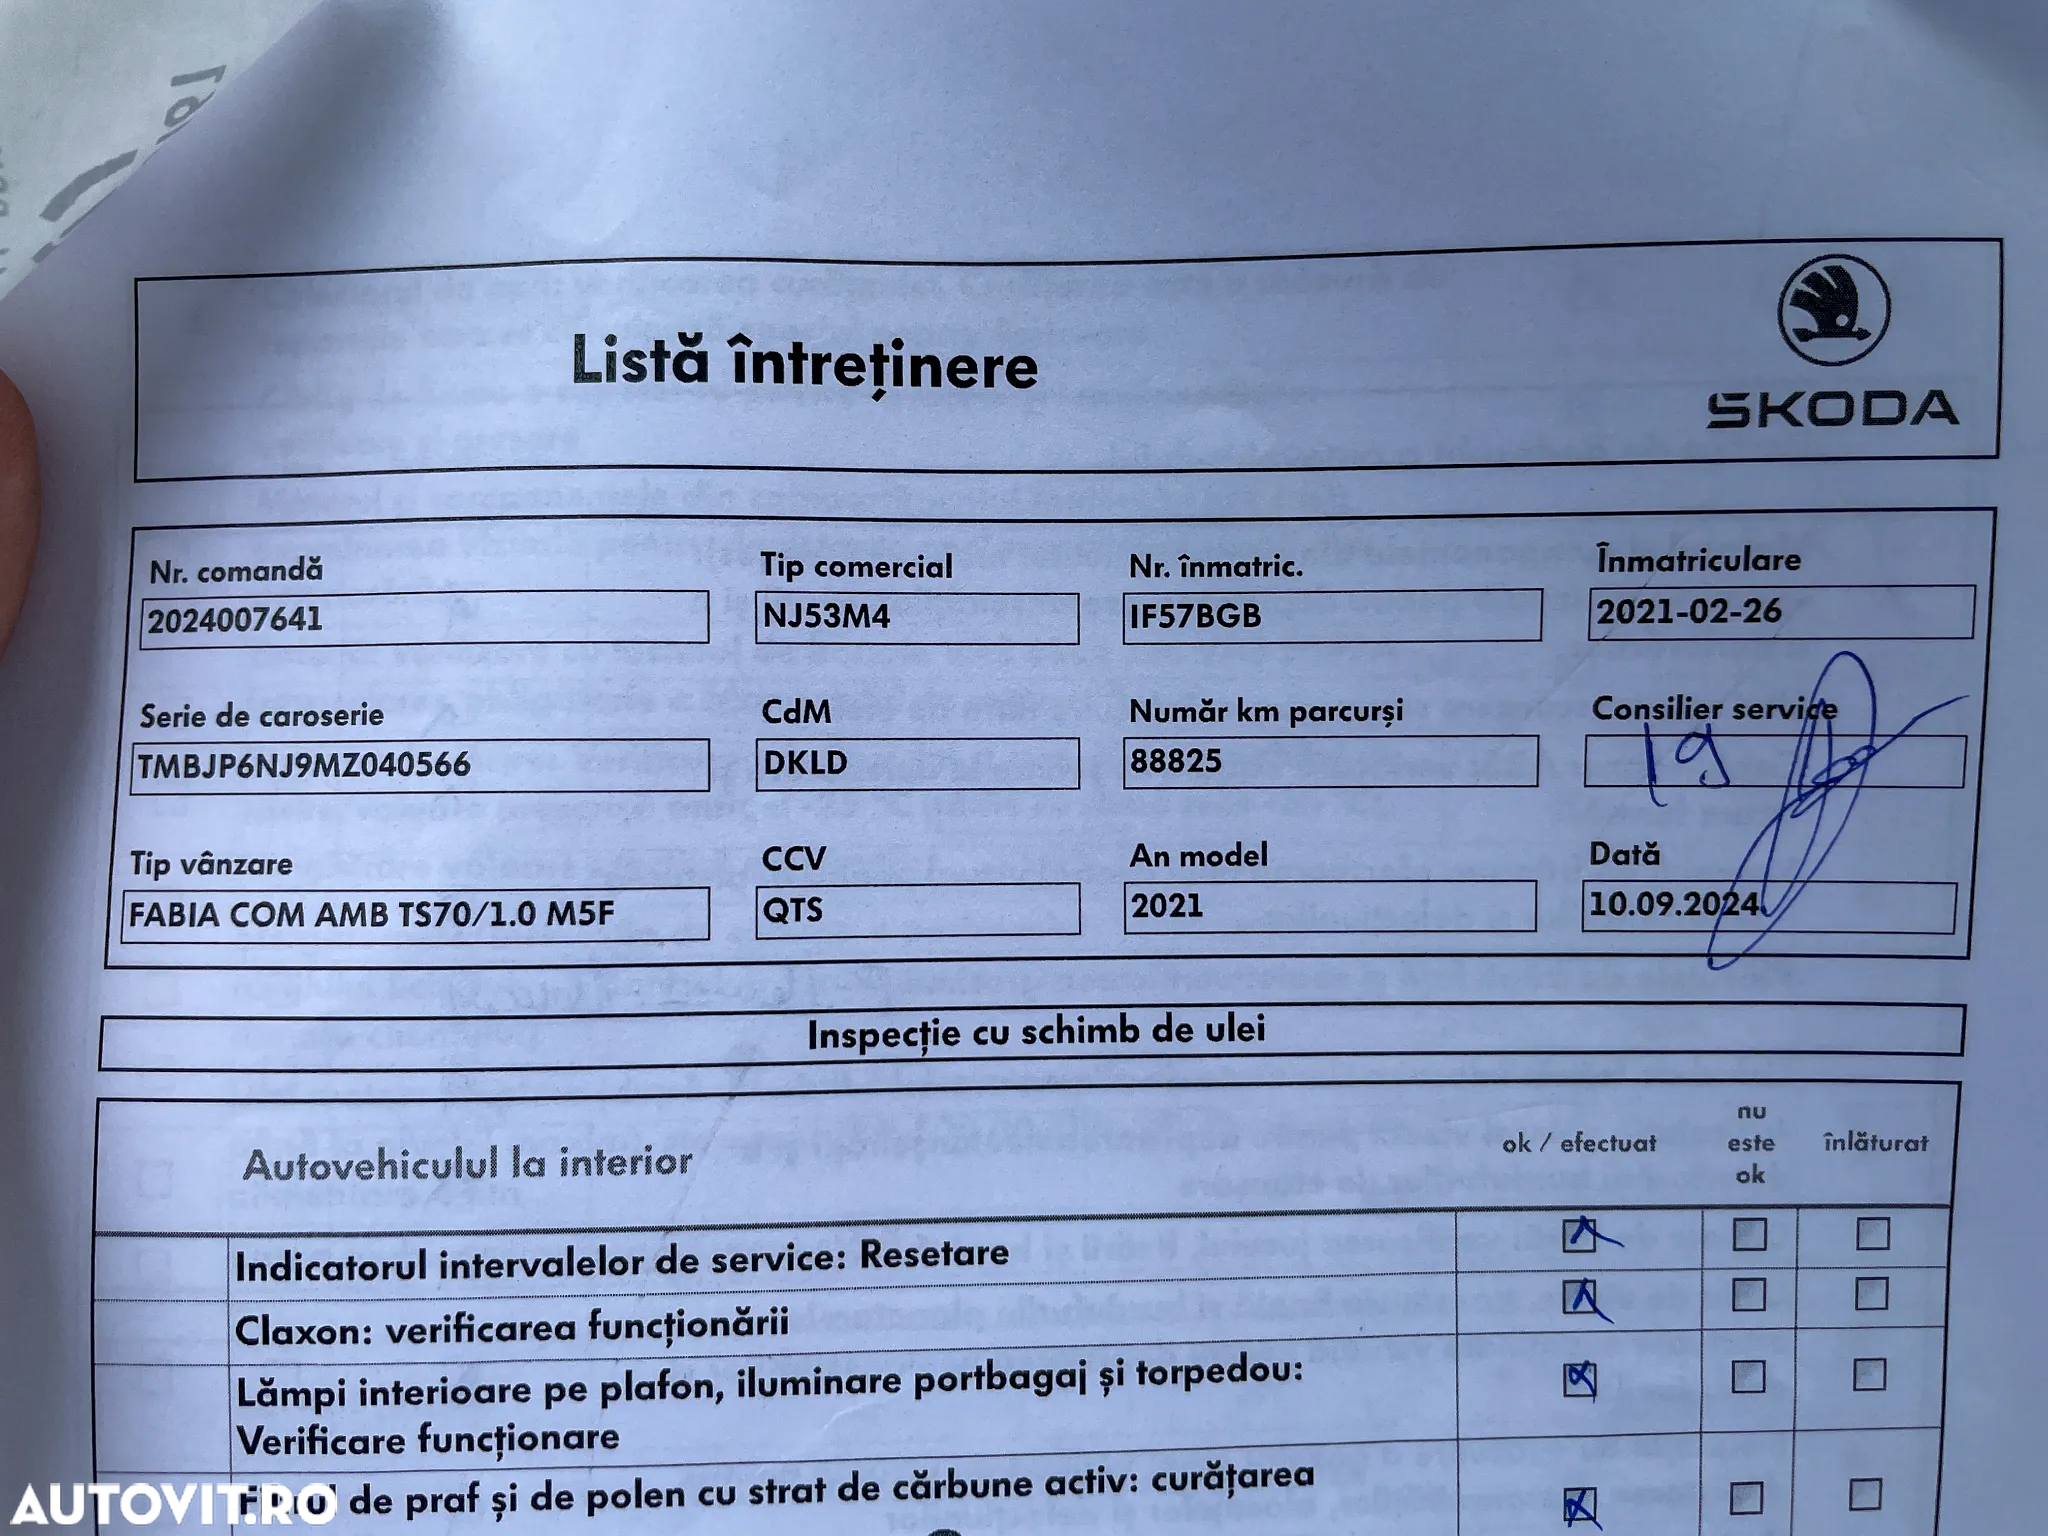 Listă întreținere
SKODA
Nr. comandă Tip comercial Nr. înmatric. Înmatriculare
2024007641 NJ53M4 IF57BGB 2021-02-26
Serie de caroserie CdM Număr km parcurși Consilier service
TMBJP6NJ9MZ040566 DKLD 88825 19
Tip vânzare CCV An model Dată
FABIA COM AMB TS70/1.0 M5F QTS 2021 10.09.2024
Inspecție cu schimb de ulei
Autovehiculul la interior ok / efectuat nu este ok înlăturat
Indicatorul intervalelor de service: Resetare
Claxon: verificarea funcționării
Lămpi interioare pe plafon, iluminare portbagaj și torpedou:
Verificare funcționare
de praf și de polen cu strat de cărbune activ: curățarea
AUTOVIT.RO